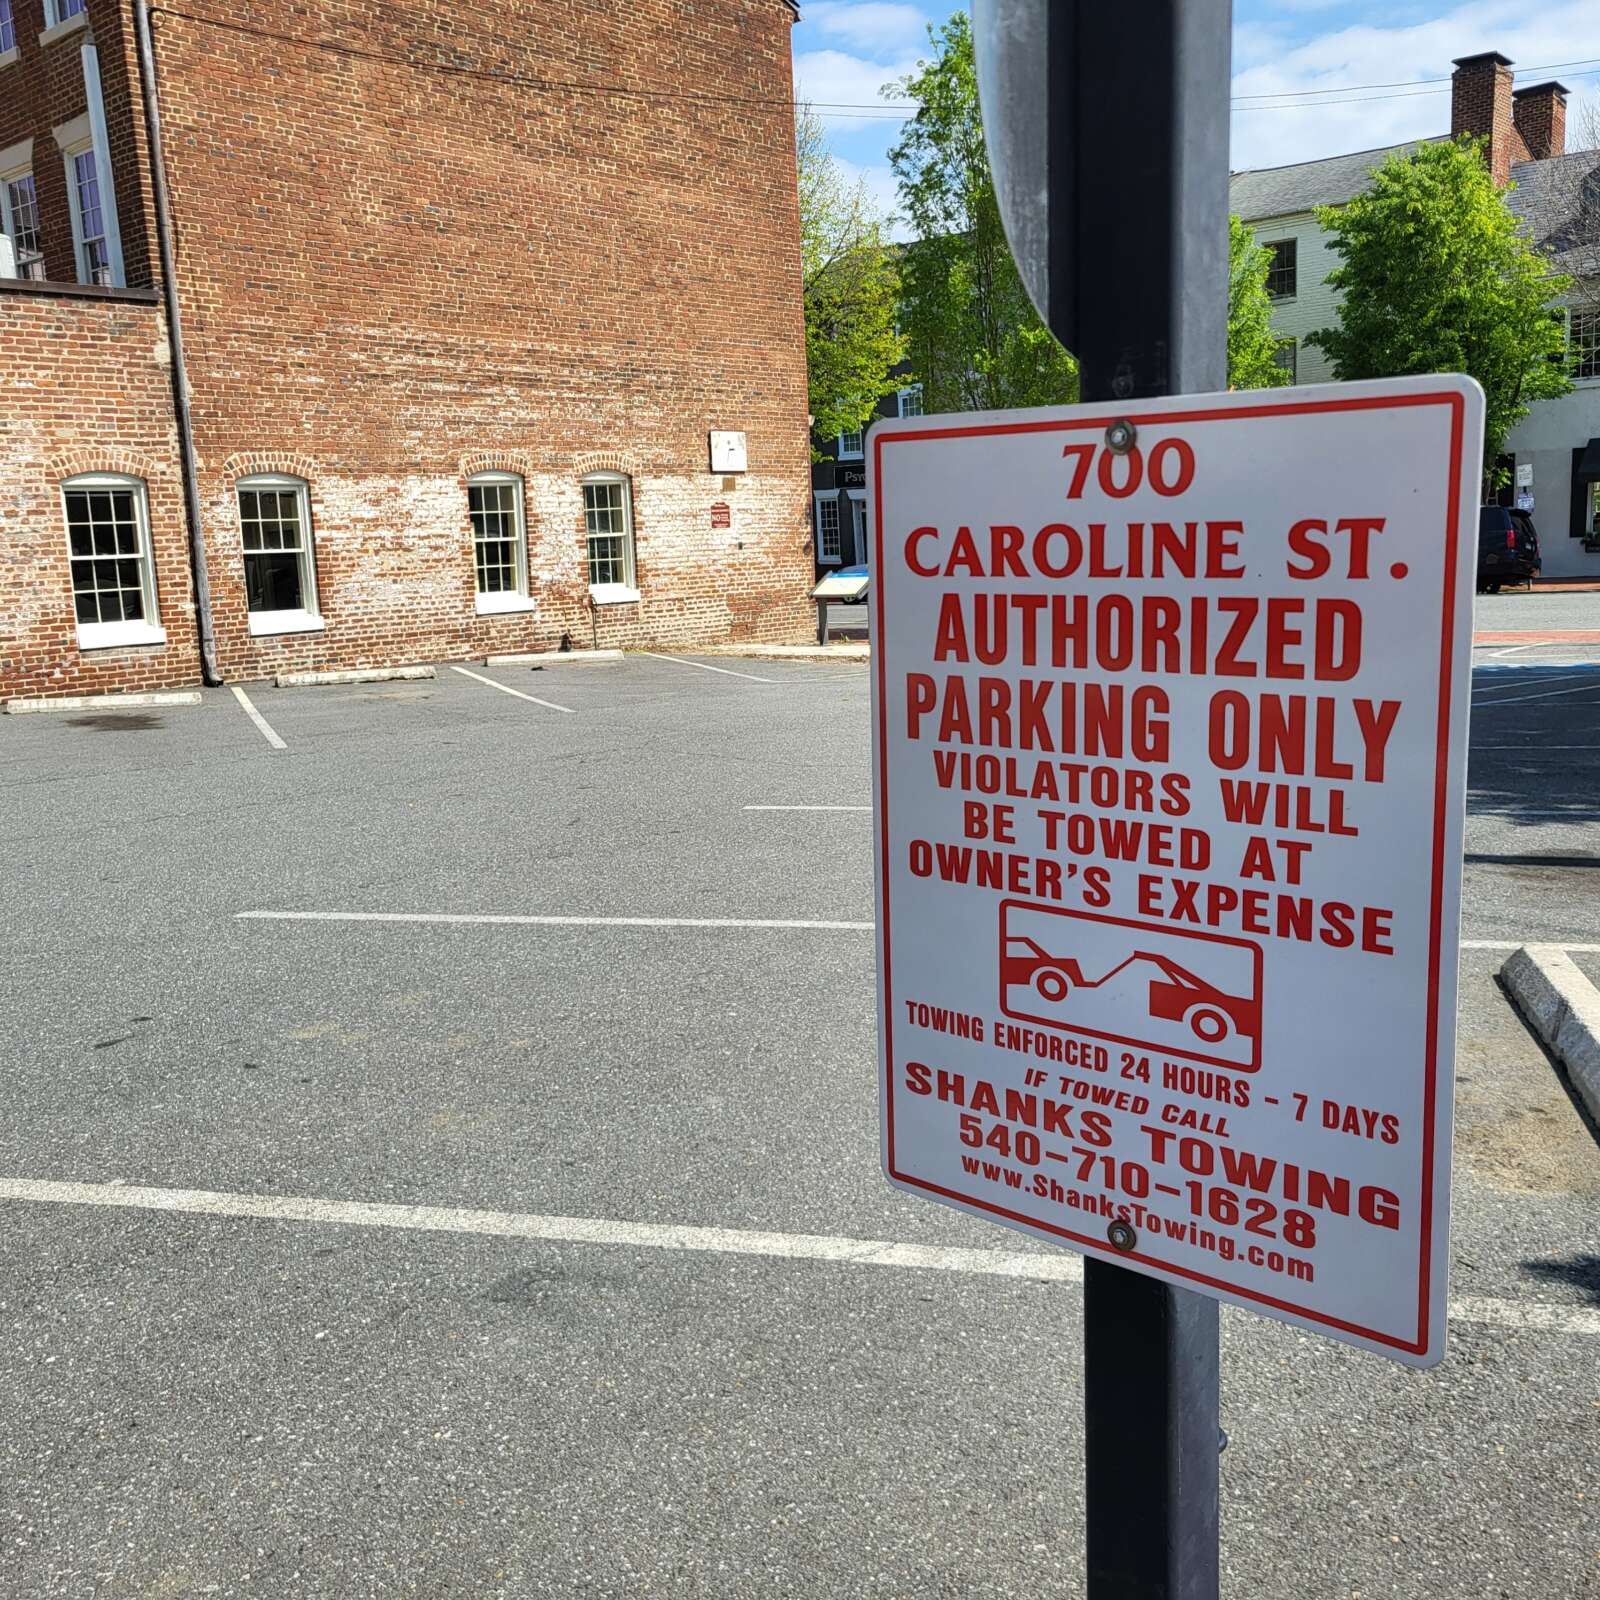 700
CAROLINE ST.
AUTHORIZED
PARKING ONLY
VIOLATORS WILL
BE TOWED AT
OWNER'S EXPENSE
TOWING ENFORCED 24 HOURS - 7 DAYS
IF TOWED CALL
SHANKS TOWING
540-710-1628
www.ShanksTowing.com
NO